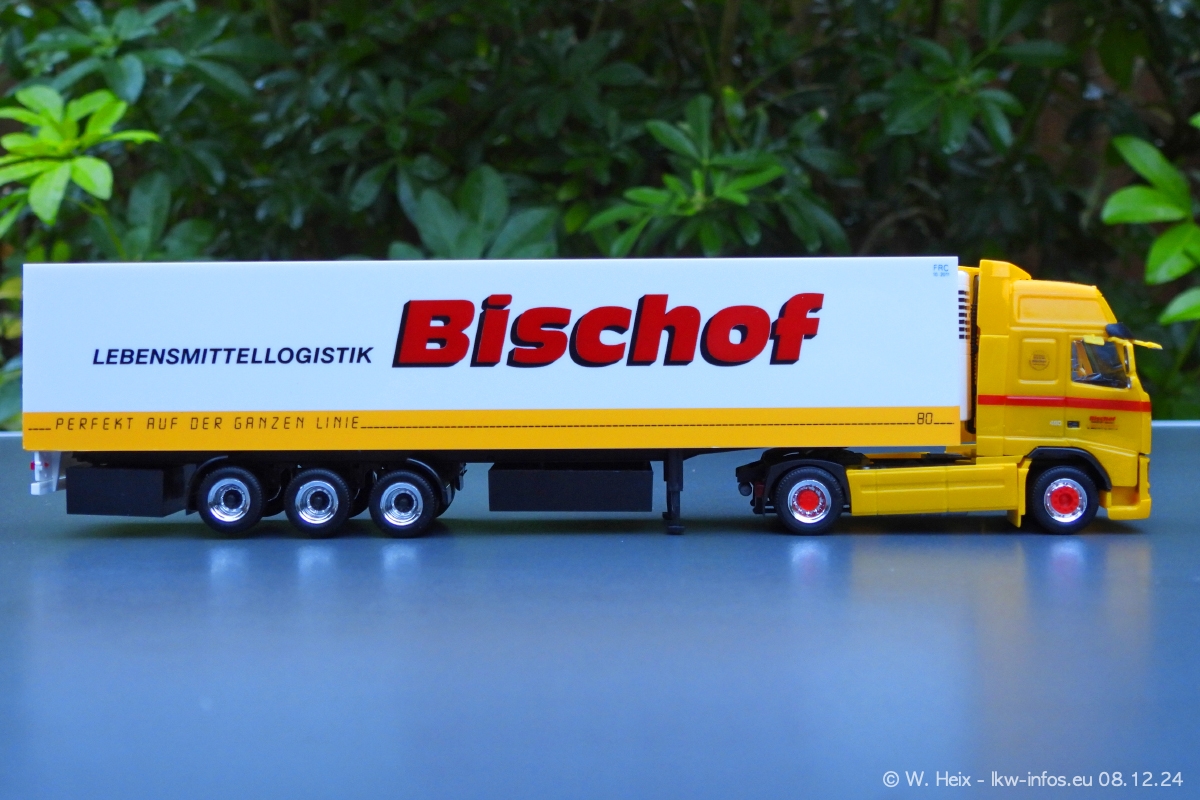 LEBENSMITTELLOGISTIK Bischof
PERFEKT AUF DER GANZEN LINIE 80
© W. Heix - lkw-infos.eu 08.12.24